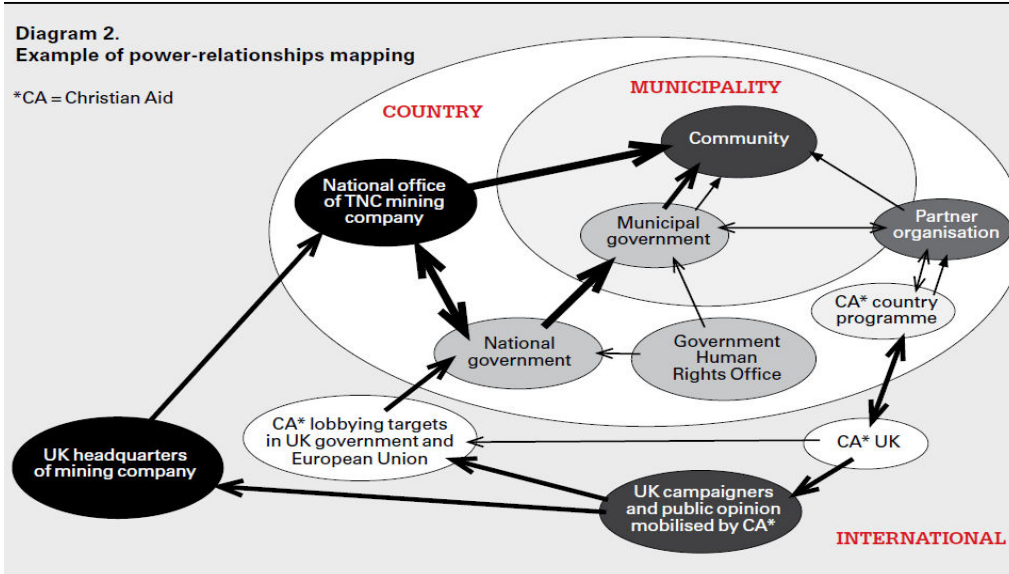 Diagram 2.
Example of power-relationships mapping
*CA = Christian Aid
COUNTRY
MUNICIPALITY
Community
National office
of TNC mining
company
Municipal
government
Partner
organisation
CA* country
programme
National
government
Government
Human
Rights Office
CA* lobbying targets
in UK government and
European Union
CA* UK
UK headquarters
of mining company
UK campaigners
and public opinion
mobilised by CA*
INTERNATIONAL